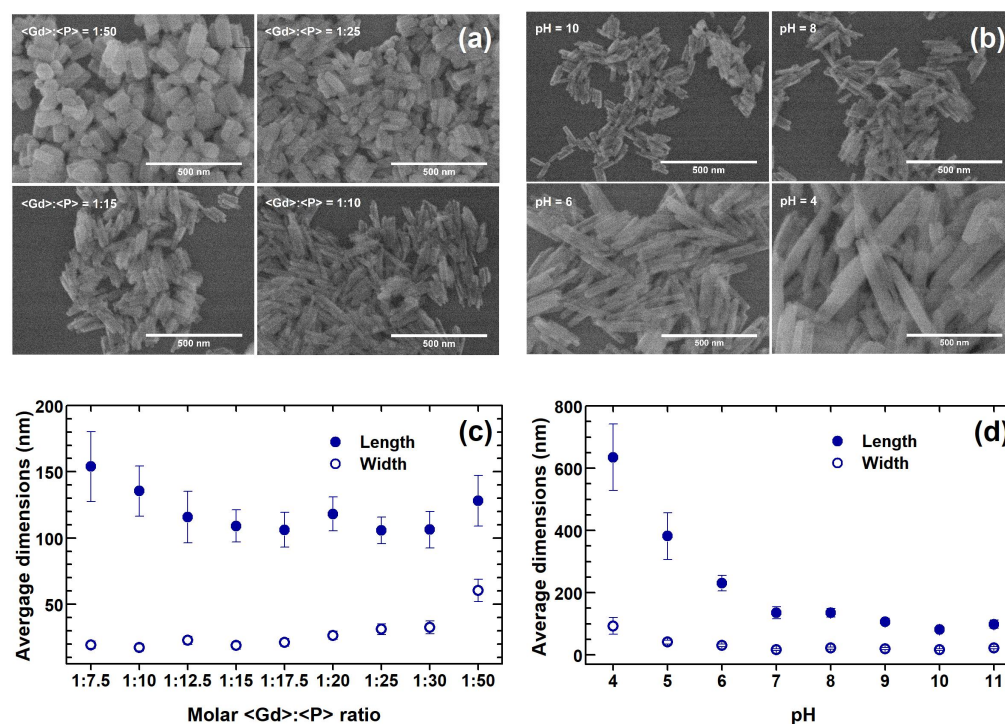 <Gd>:<P> = 1:50
<Gd>:<P> = 1:25
(a)
500 nm
500 nm
<Gd>:<P> = 1:15
<Gd>:<P> = 1:10
500 nm
500 nm
pH = 10
pH = 8
(b)
500 nm
500 nm
pH = 6
pH = 4
500 nm
500 nm
(c)
Avergage dimensions (nm)
200
150
100
50
Length
Width
1:7.5 1:10 1:12.5 1:15 1:17.5 1:20 1:25 1:30 1:50
Molar <Gd>:<P> ratio
(d)
Average dimensions (nm)
800
600
400
200
0
Length
Width
4 5 6 7 8 9 10 11
pH